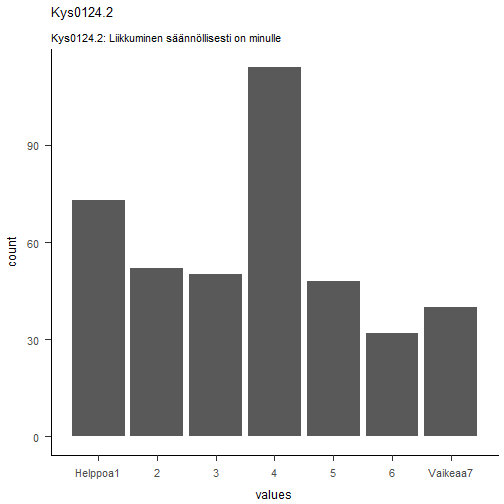 Kys0124.2
Kys0124.2: Liikkuminen säännöllisesti on minulle
90
60
30
0
count
Helppoa1 2 3 4 5 6 Vaikeaa7
values